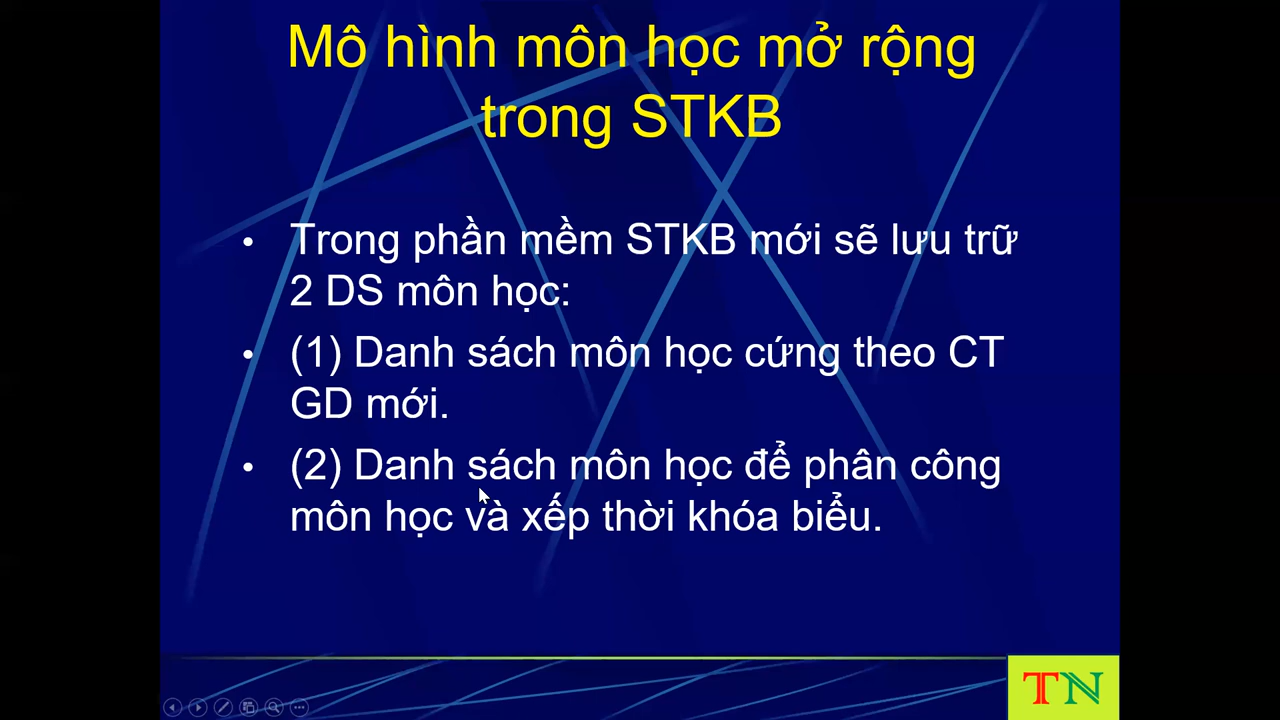 Mô hình môn học mở rộng
trong STKB
• Trong phần mềm STKB mới sẽ lưu trữ
2 DS môn học:
• (1) Danh sách môn học cứng theo CT
GD mới.
• (2) Danh sách môn học để phân công
môn học và xếp thời khóa biểu.
TN